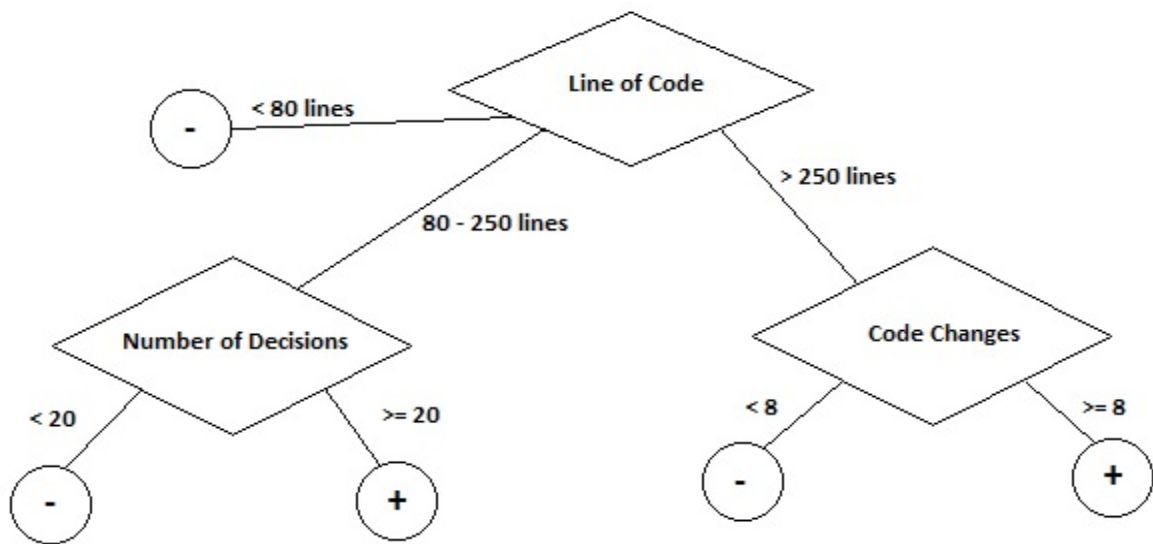 Line of Code
< 80 lines
-
> 250 lines
80 - 250 lines
Number of Decisions
Code Changes
< 20
>= 20
< 8
>= 8
-
+
-
+